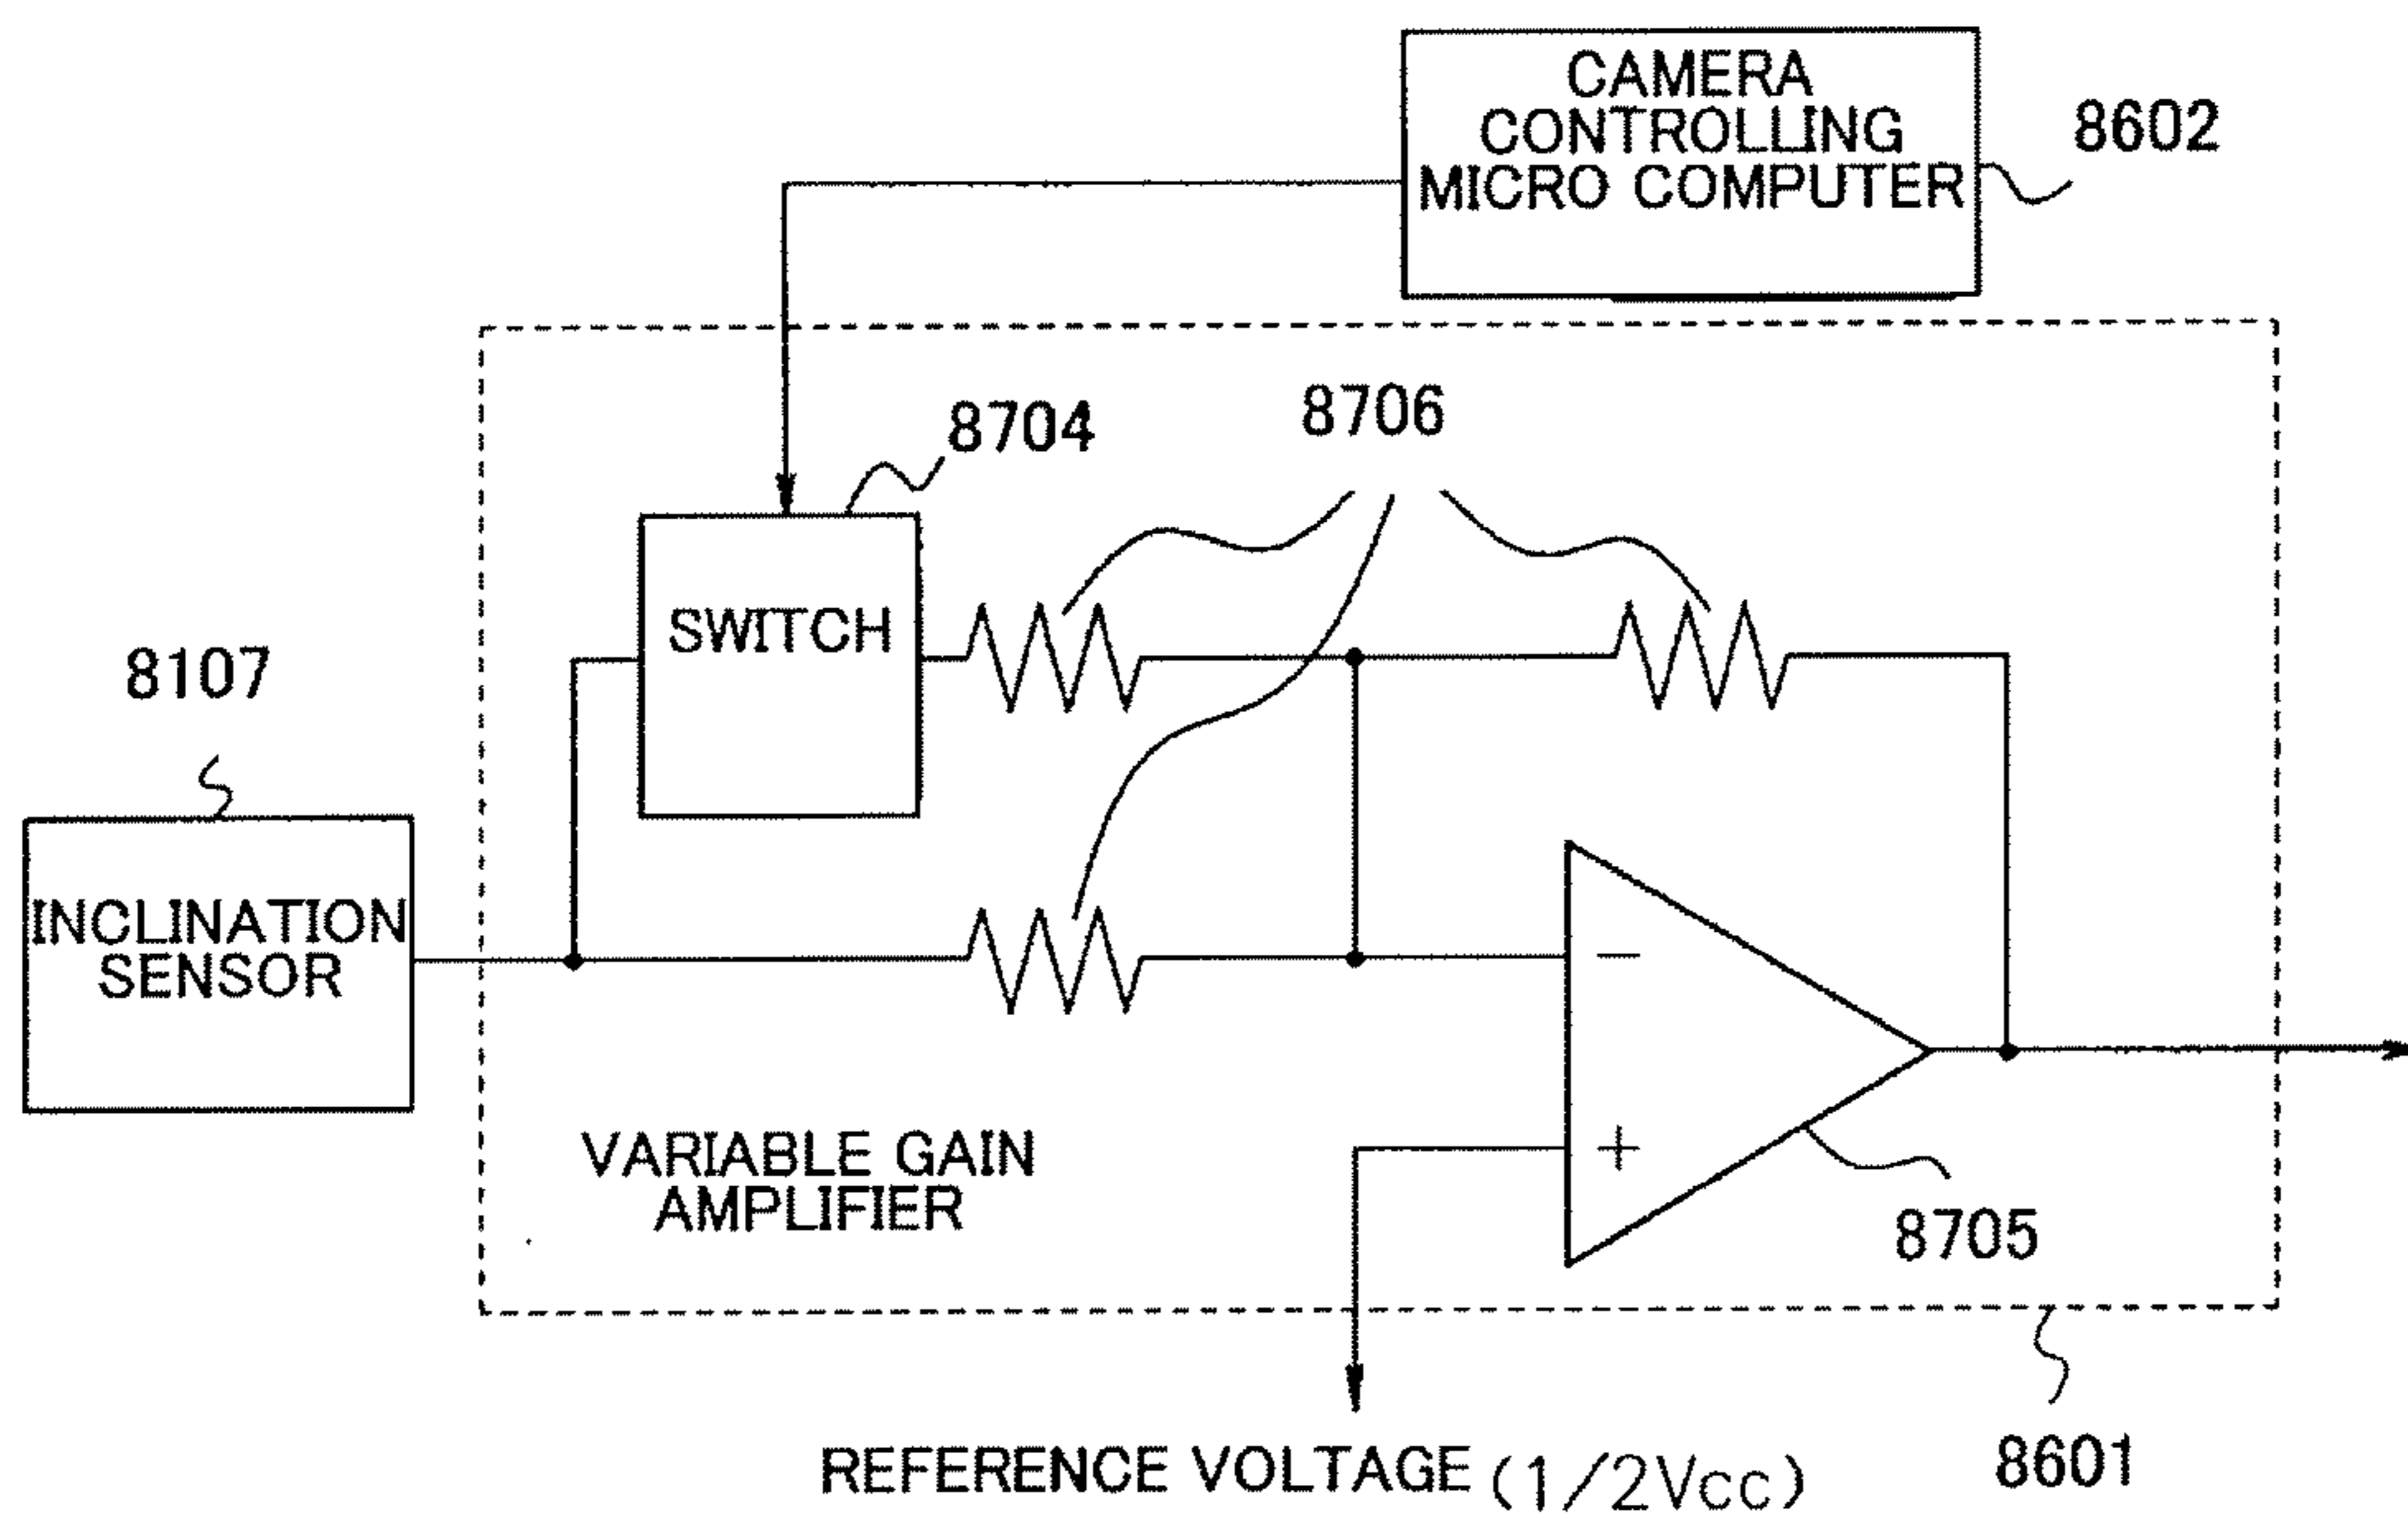 CAMERA
CONTROLLING
MICRO COMPUTER
8602
8704
8706
SWITCH
8107
INCLINATION
SENSOR
−
+
VARIABLE GAIN
AMPLIFIER
8705
8601
REFERENCE VOLTAGE (1/2Vcc)